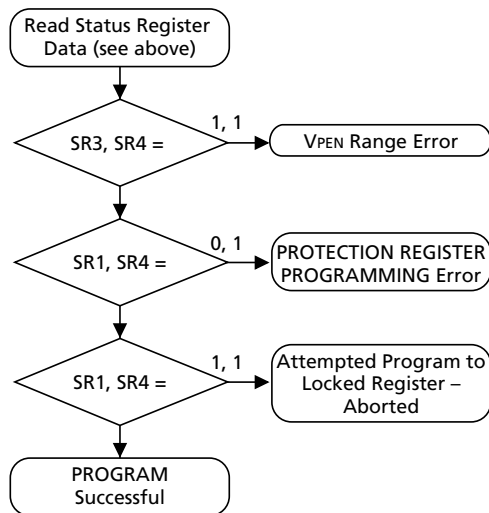 Read Status Register
Data (see above)
SR3, SR4 =
1, 1
VPEN Range Error
SR1, SR4 =
0, 1
PROTECTION REGISTER
PROGRAMMING Error
SR1, SR4 =
1, 1
Attempted Program to
Locked Register –
Aborted
PROGRAM
Successful